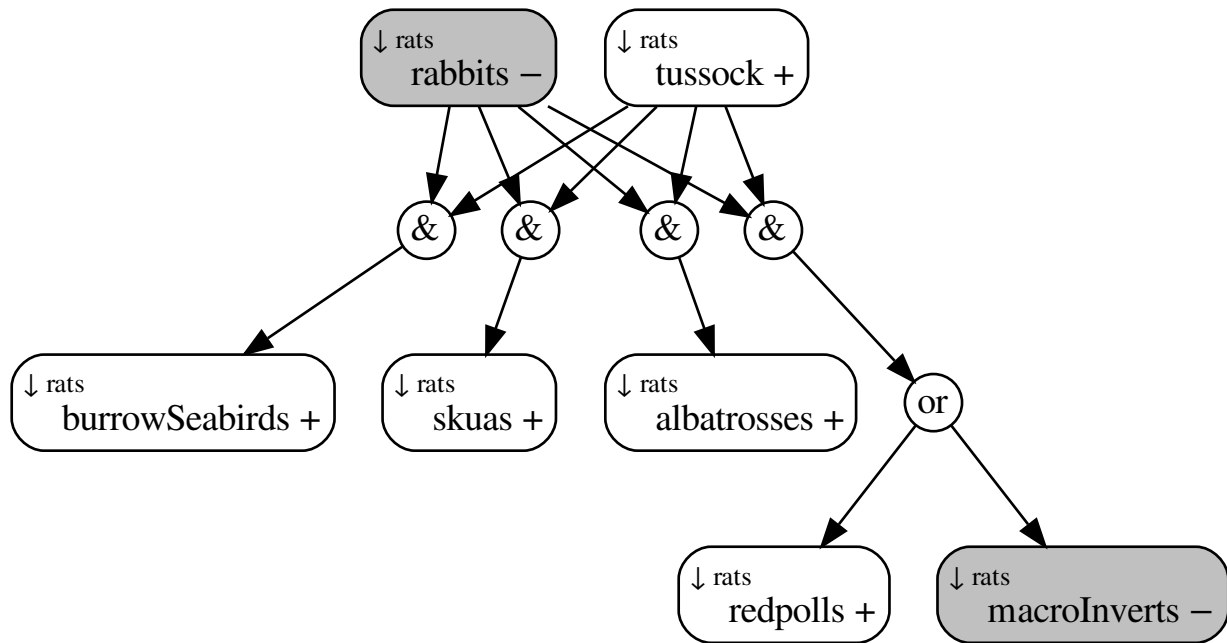 ↓ rats
rabbits −
↓ rats
tussock +
&
&
&
&
↓ rats
burrowSeabirds +
↓ rats
skuas +
↓ rats
albatrosses +
or
↓ rats
redpolls +
↓ rats
macroInverts −